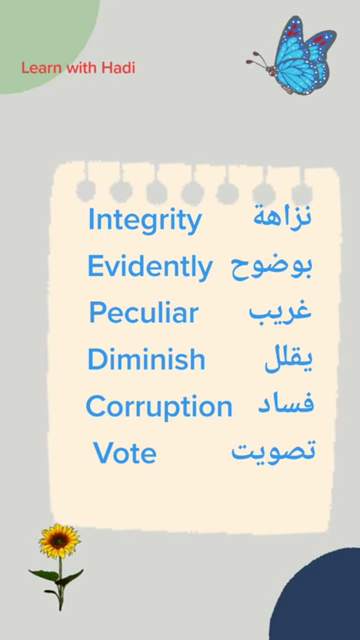 Learn with Hadi
Integrity نزاهة
Evidently بوضوح
Peculiar غريب
Diminish يقلل
Corruption فساد
Vote تصويت